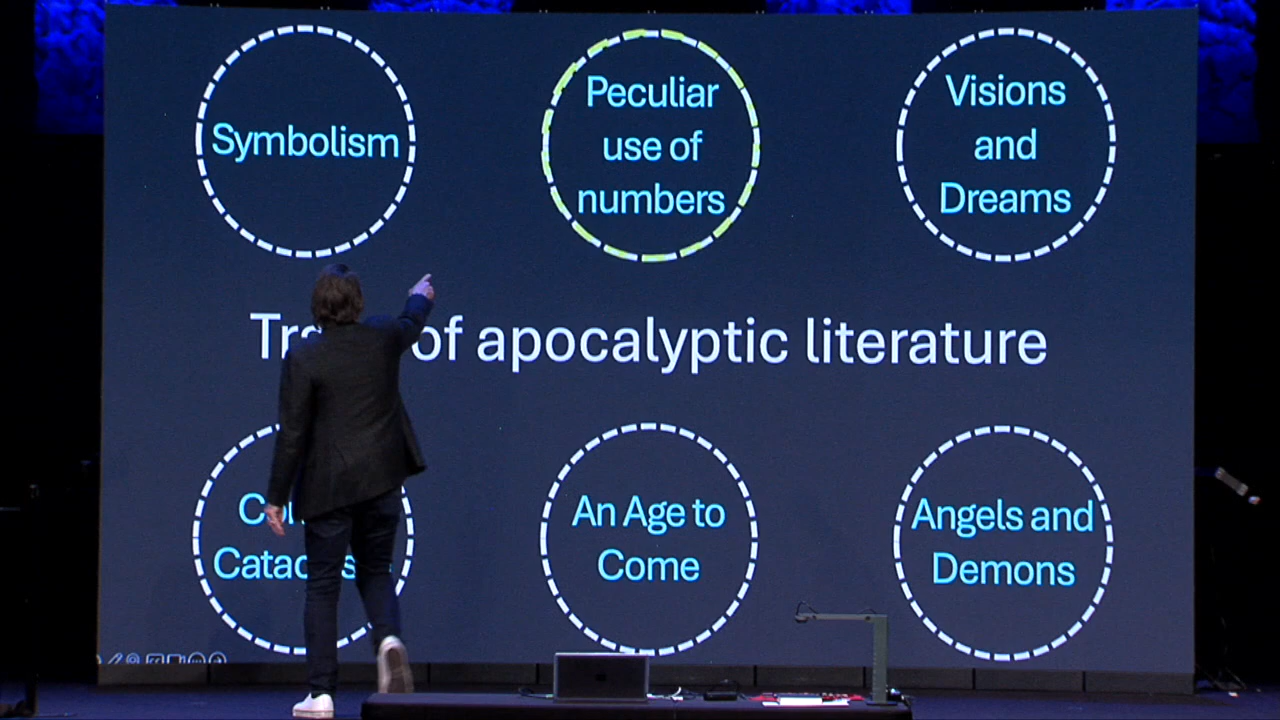 Symbolism
Peculiar
use of
numbers
Visions
and
Dreams
of apocalyptic literature
An Age to
Come
Angels and
Demons